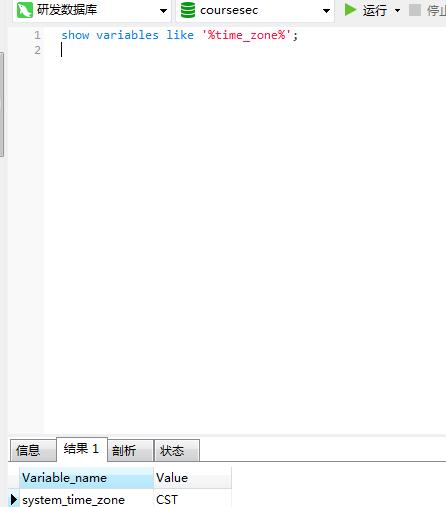 研发数据库 coursesec 运行 停止
1 show variables like '%time_zone%';
2
信息 结果 1 剖析 状态
Variable_name Value
system_time_zone CST